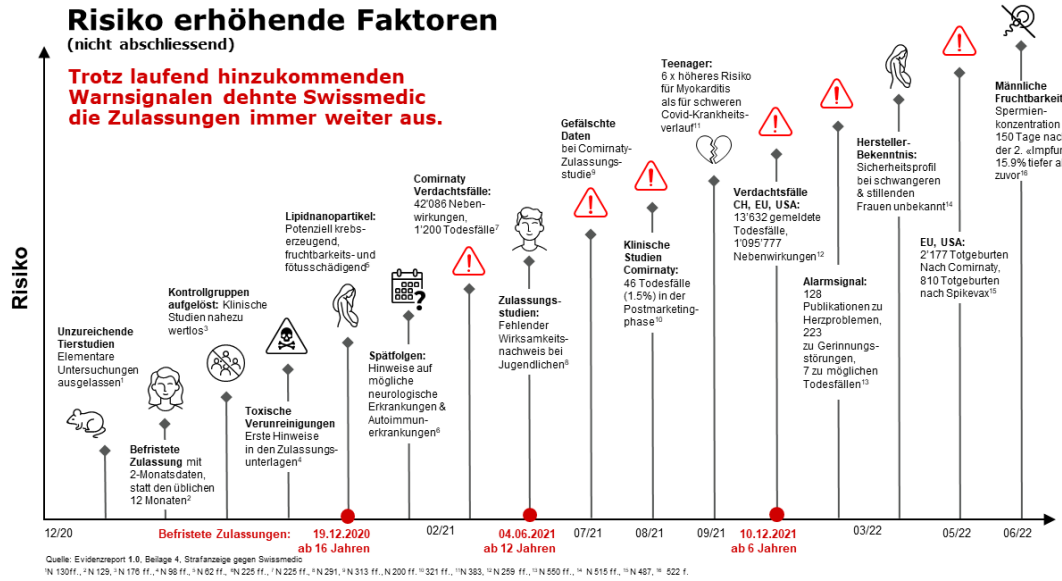 Risiko erhöhende Faktoren
(nicht abschliessend)
Trotz laufend hinzukommenden
Warnsignalen dehnte Swissmedic
die Zulassungen immer weiter aus.
Risiko
Unzureichende
Tierstudien
Elementare
Untersuchungen
ausgelassen¹
Befristete
Zulassung mit
2-Monatsdaten,
statt den üblichen
12 Monaten²
Kontrollgruppen
aufgelöst: Klinische
Studien nahezu
wertlos³
Toxische
Verunreinigungen
Erste Hinweise
in den Zulassungs-
unterlagen⁴
Lipidnanopartikel:
Potenziell krebs-
erzeugend,
fruchtbarkeits- und
fötusschädigend⁵
?
Spätfolgen:
Hinweise auf
mögliche
neurologische
Erkrankungen &
Autoimmun-
erkrankungen⁶
Comirnaty
Verdachtsfälle:
42'086 Neben-
wirkungen,
1'200 Todesfälle⁷
Zulassungs-
studien:
Fehlender
Wirksamkeits-
nachweis bei
Jugendlichen⁸
Gefälschte
Daten
bei Comirnaty-
Zulassungs-
studie⁹
Klinische
Studien
Comirnaty:
46 Todesfälle
(1.5%) in der
Postmarketing-
phase¹⁰
Teenager:
6 x höheres Risiko
für Myokarditis
als für schweren
Covid-Krankheits-
verlauf¹¹
Verdachtsfälle
CH, EU, USA:
13'632 gemeldete
Todesfälle,
1'095'777
Nebenwirkungen¹²
Alarmsignal:
128
Publikationen zu
Herzproblemen,
223
zu Gerinnungs-
störungen,
7 zu möglichen
Todesfällen¹³
Hersteller-
Bekenntnis:
Sicherheitsprofil
bei schwangeren
& stillenden
Frauen unbekannt¹⁴
EU, USA:
2'177 Totgeburten
Nach Comirnaty,
810 Totgeburten
nach Spikevax¹⁵
Männliche
Fruchtbarkeit
Spermien-
konzentration
150 Tage nach
der 2. «Impfun
15.9% tiefer al
zuvor¹⁶
12/20
Befristete Zulassungen:
19.12.2020
ab 16 Jahren
02/21
04.06.2021
ab 12 Jahren
07/21
08/21
09/21
10.12.2021
ab 6 Jahren
03/22
05/22
06/22
Quelle: Evidenzreport 1.0, Beilage 4, Strafanzeige gegen Swissmedic
¹N 130 ff., ² N 129, ³ N 176 ff., ⁴ N 98 ff., ⁵ N 62 ff., ⁶N 225 ff., ⁷ N 225 ff., ⁸ N 291, ⁹ N 313 ff., N 200 ff. ¹⁰ 321 ff., ¹¹N 383, ¹² N 259 ff., ¹³ N 550 ff., ¹⁴ N 515 ff., ¹⁵ N 487, ¹⁶ 522 f.